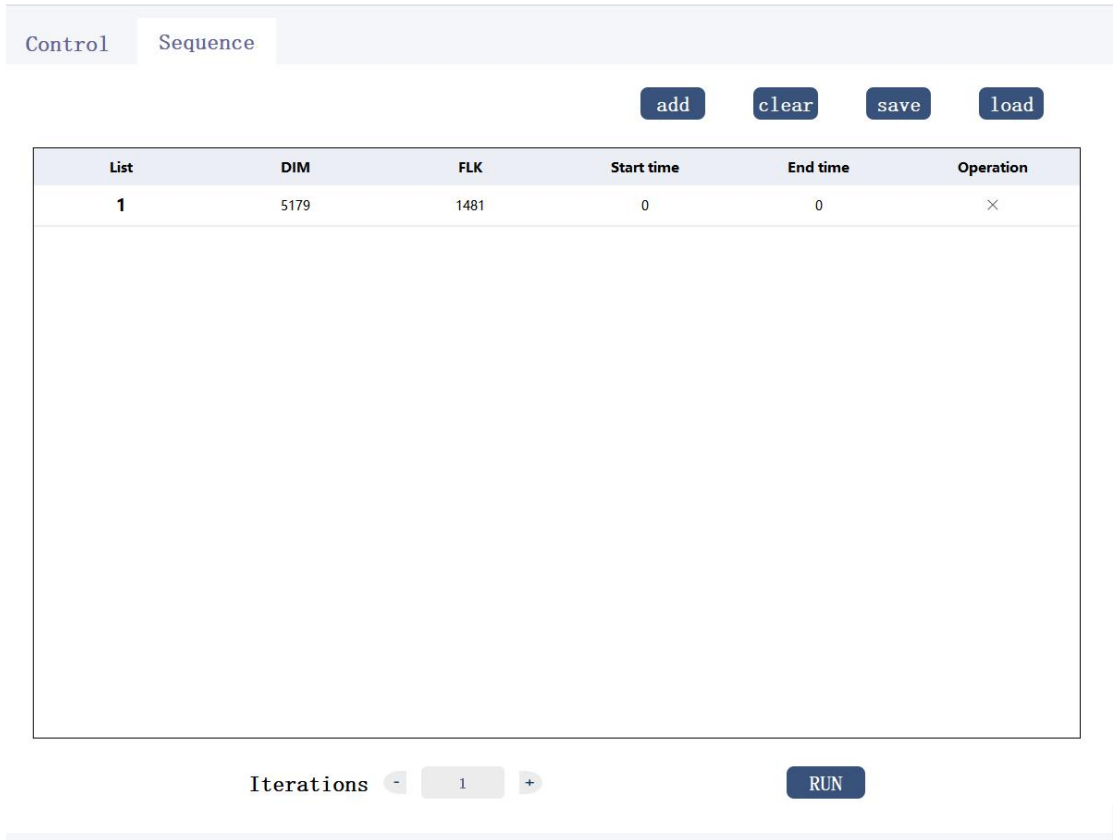 Control Sequence
add clear save load
List DIM FLK Start time End time Operation
1 5179 1481 0 0 ×
Iterations - 1 + RUN